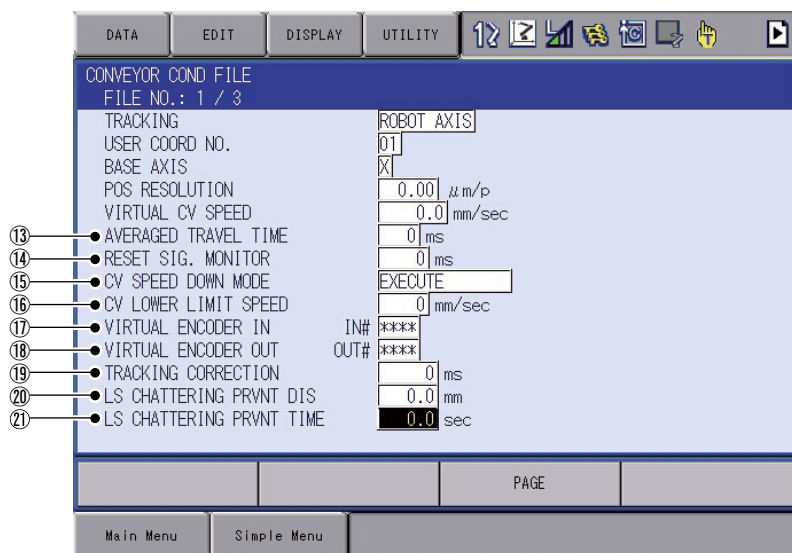 DATA EDIT DISPLAY UTILITY
CONVEYOR COND FILE
FILE NO.: 1 / 3
TRACKING ROBOT AXIS
USER COORD NO. 01
BASE AXIS X
POS RESOLUTION 0.00 μm/p
VIRTUAL CV SPEED 0.0 mm/sec
⑬ AVERAGED TRAVEL TIME 0 ms
⑭ RESET SIG. MONITOR 0 ms
⑮ CV SPEED DOWN MODE EXECUTE
⑯ CV LOWER LIMIT SPEED 0 mm/sec
⑰ VIRTUAL ENCODER IN IN# ****
⑱ VIRTUAL ENCODER OUT OUT# ****
⑲ TRACKING CORRECTION 0 ms
⑳ LS CHATTERING PRVNT DIS 0.0 mm
㉑ LS CHATTERING PRVNT TIME 0.0 sec
PAGE
Main Menu Simple Menu